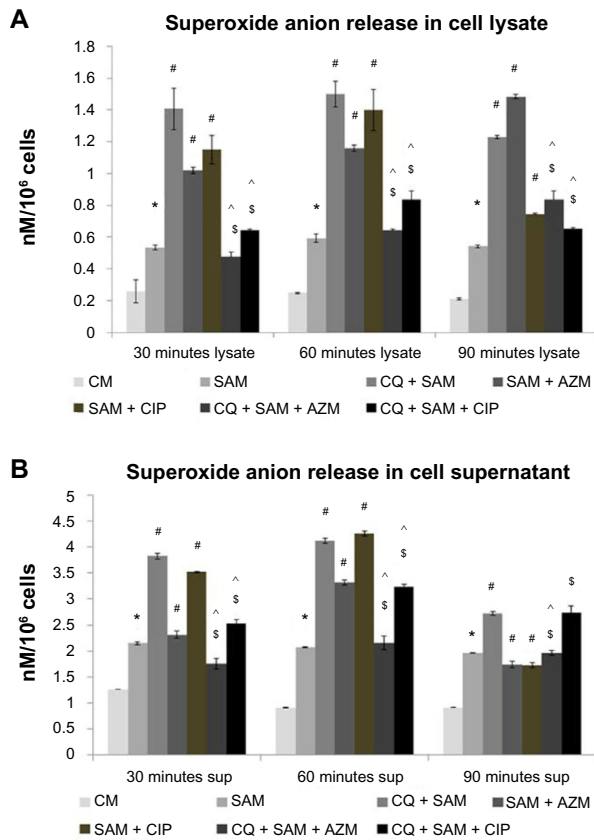 A
Superoxide anion release in cell lysate
nM/10⁶ cells
1.8
1.6
1.4
1.2
1
0.8
0.6
0.4
0.2
0
* # # # ^ $ ^ $
* # # # ^ $ ^ $
* # # # ^ $ ^ $
30 minutes lysate 60 minutes lysate 90 minutes lysate
CM SAM CQ + SAM SAM + AZM
SAM + CIP CQ + SAM + AZM CQ + SAM + CIP
B
Superoxide anion release in cell supernatant
nM/10⁶ cells
5
4.5
4
3.5
3
2.5
2
1.5
1
0.5
0
* # # # ^ $ ^ $
* # # # ^ $ ^ $
* # # # ^ $ $
30 minutes sup 60 minutes sup 90 minutes sup
CM SAM CQ + SAM SAM + AZM
SAM + CIP CQ + SAM + AZM CQ + SAM + CIP